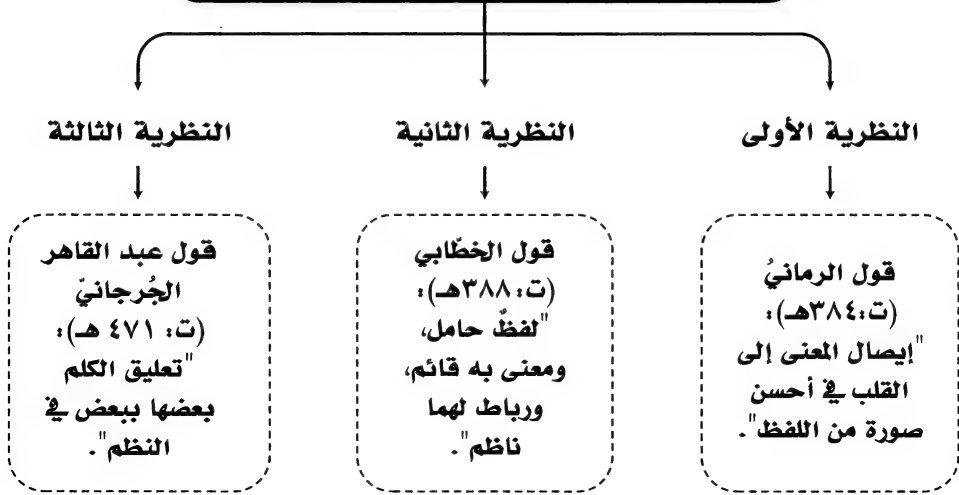 النظرية الأولى
النظرية الثانية
النظرية الثالثة
قول الرمانيُ
(ت:٣٨٤هـ):
"إيصال المعنى إلى
القلب في أحسن
صورة من اللفظ".
قول الخطّابي
(ت: ٣٨٨هـ):
"لفظٌ حامل،
ومعنى به قائم،
ورباط لهما
ناظم".
قول عبد القاهر
الجُرجانيّ
(ت: ٤٧١ هـ):
"تعليق الكلم
بعضها ببعض في
النظم".